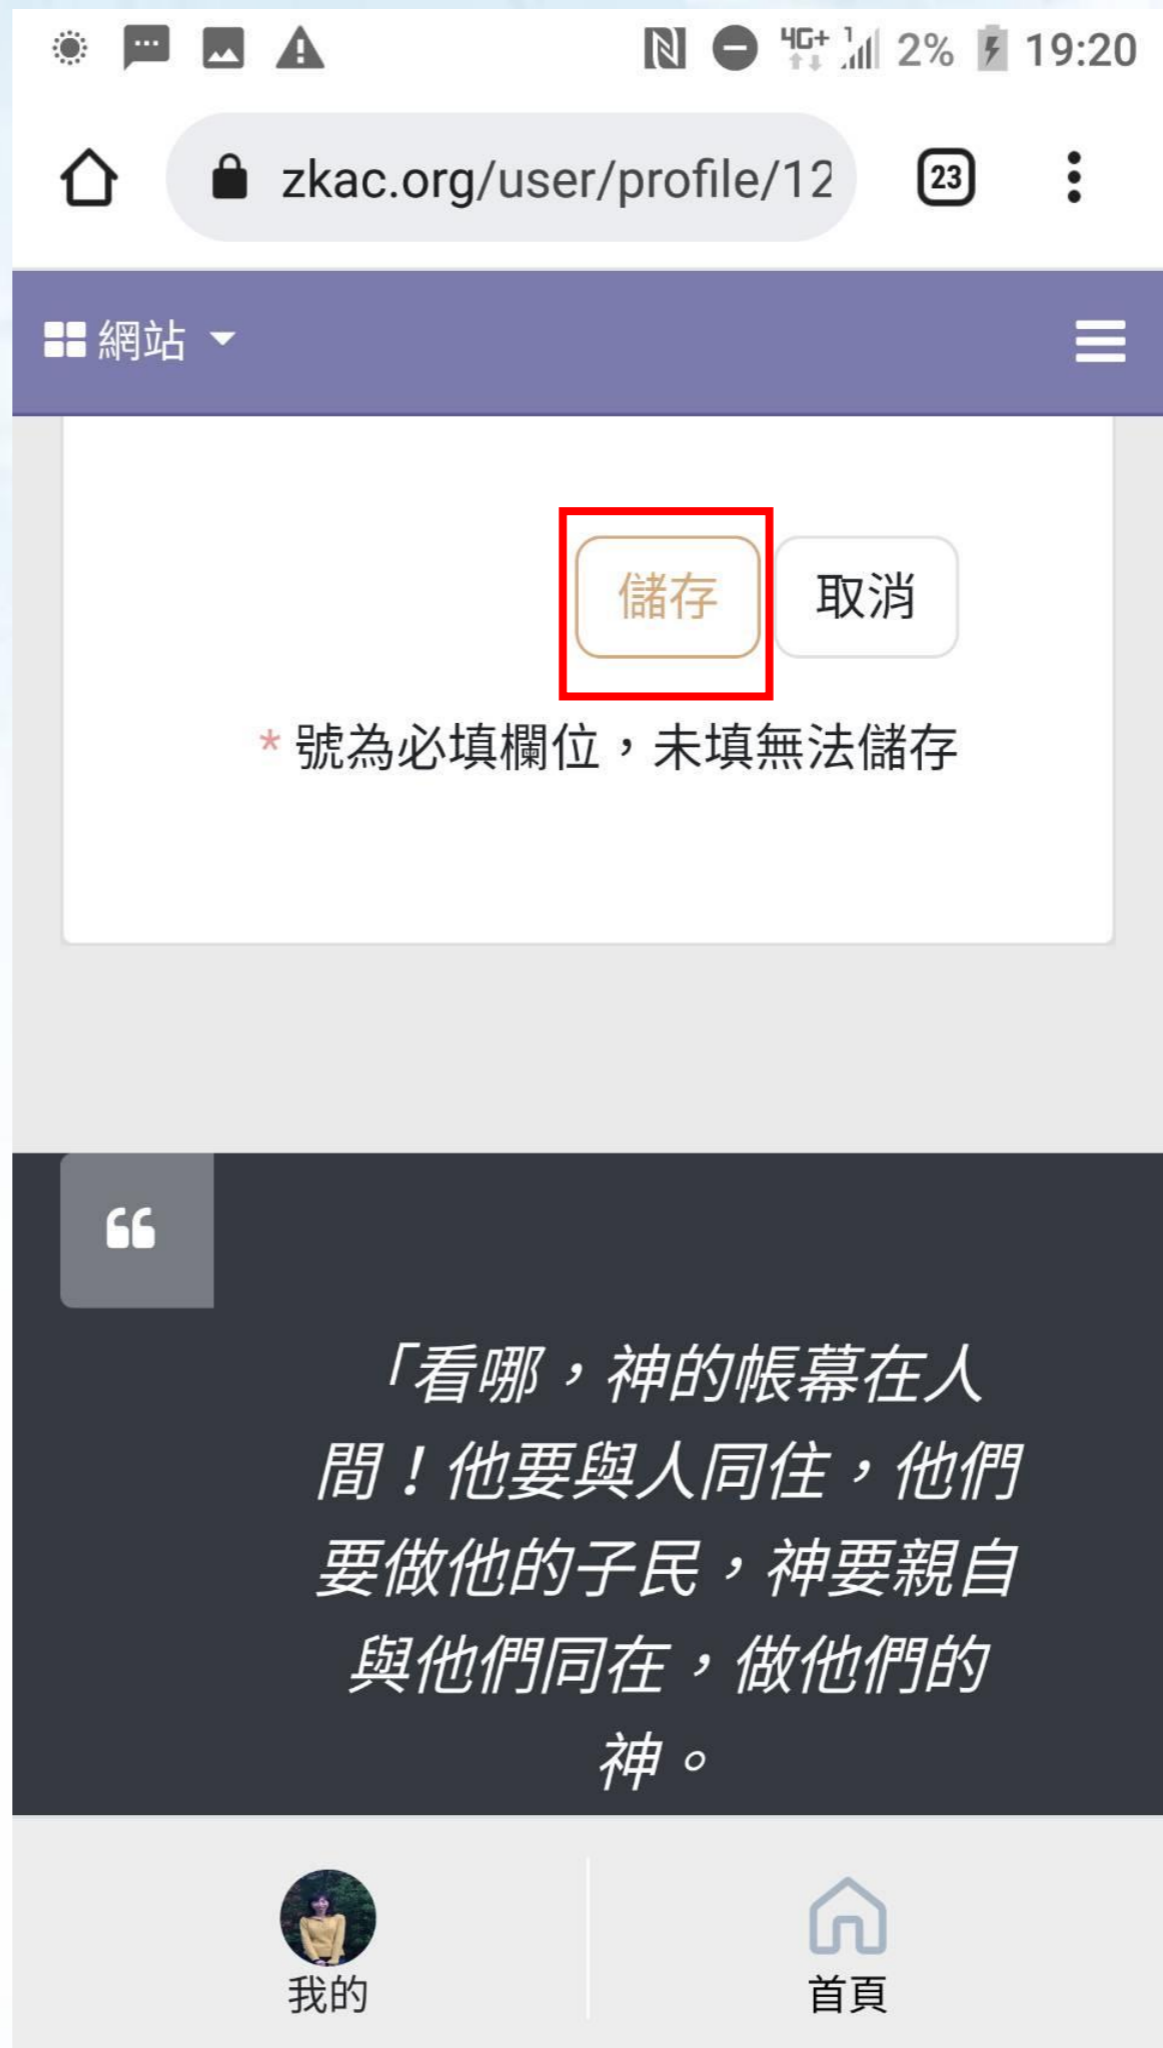 4G+ 1 2% 19:20
zkac.org/user/profile/12 23
網站
儲存 取消
* 號為必填欄位，未填無法儲存
「看哪，神的帳幕在人
間！他要與人同住，他們
要做他的子民，神要親自
與他們同在，做他們的
神。
我的 首頁